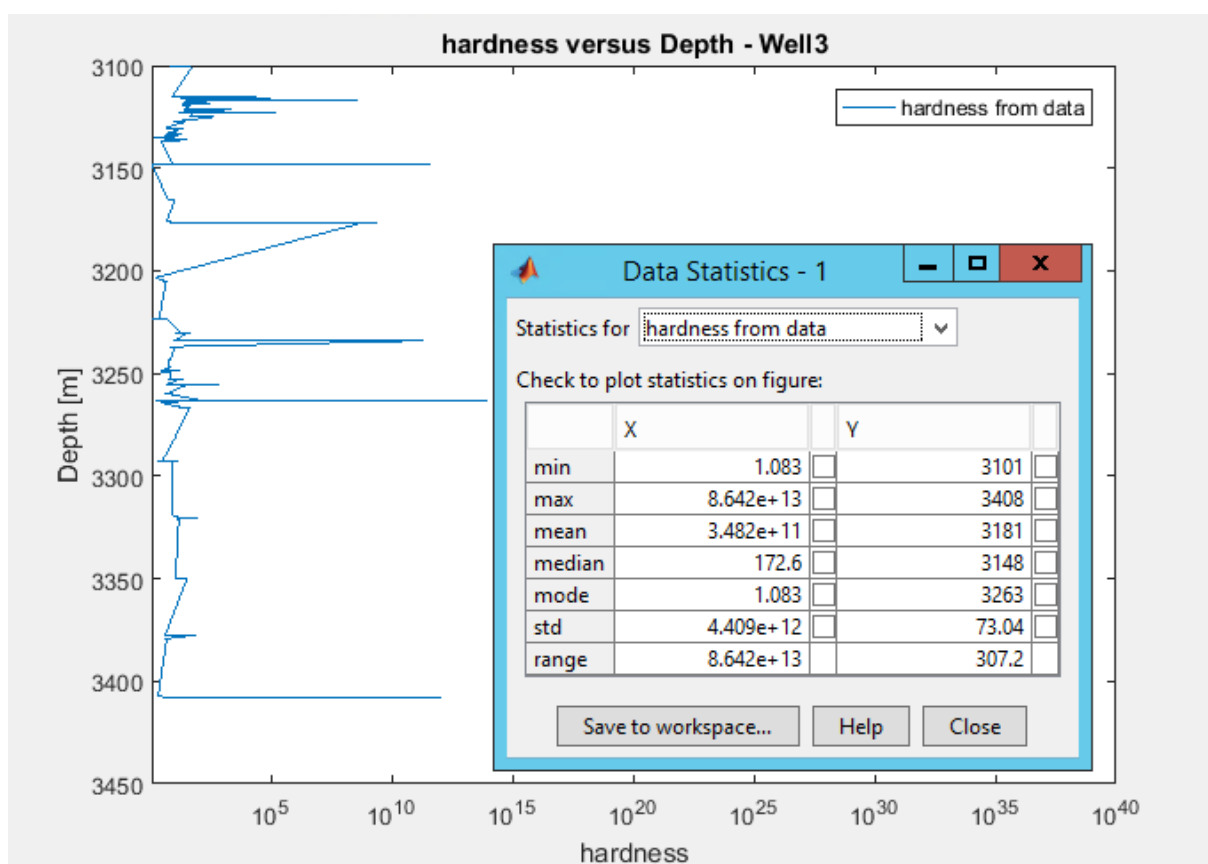 hardness versus Depth - Well3
3100
3150
3200
3250
3300
3350
3400
3450
Depth [m]
hardness from data
Data Statistics - 1
X
Statistics for hardness from data
Check to plot statistics on figure:
X Y
min 1.083 3101
max 8.642e+13 3408
mean 3.482e+11 3181
median 172.6 3148
mode 1.083 3263
std 4.409e+12 73.04
range 8.642e+13 307.2
Save to workspace... Help Close
10^5 10^10 10^15 10^20 10^25 10^30 10^35 10^40
hardness